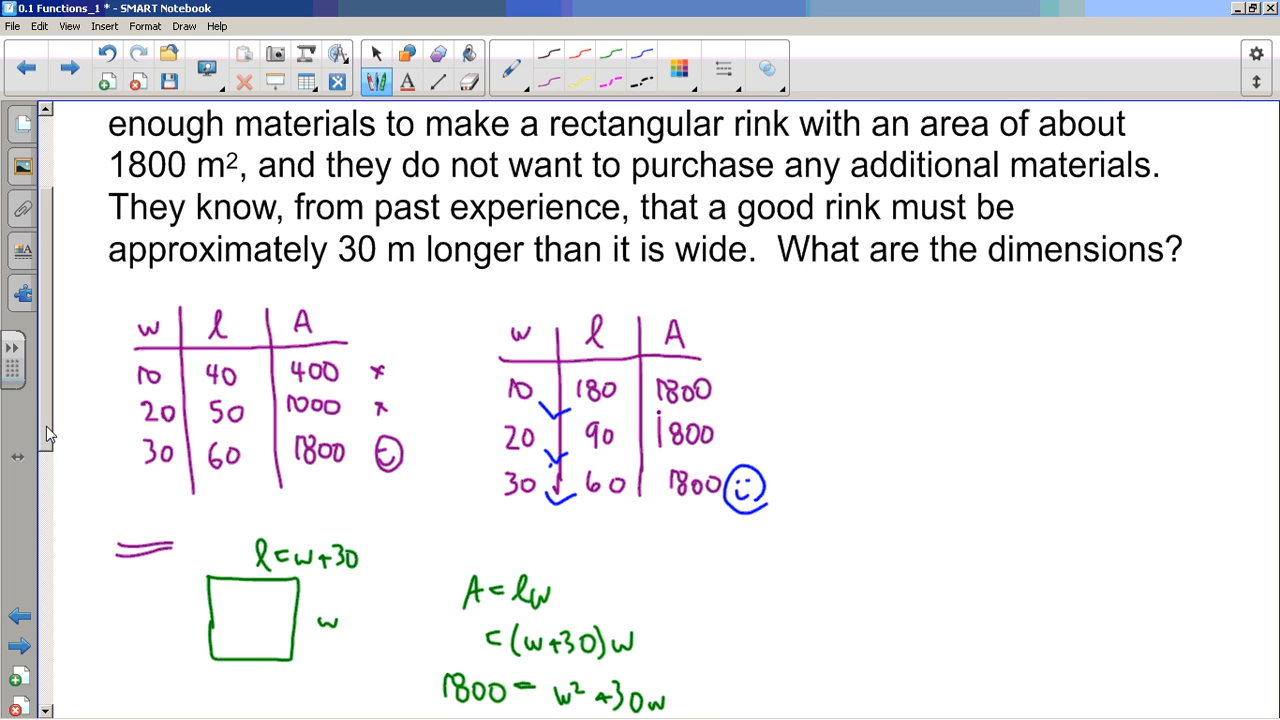 0.1 Functions_1 * - SMART Notebook
File Edit View Insert Format Draw Help
enough materials to make a rectangular rink with an area of about
1800 m², and they do not want to purchase any additional materials.
They know, from past experience, that a good rink must be
approximately 30 m longer than it is wide. What are the dimensions?
w l A
10 40 400 x
20 50 1000 x
30 60 1800
w l A
10 180 1800
20 90 1800
30 60 1800
l = w+30
w
A = lw
= (w+30)w
1800 = w² + 30w